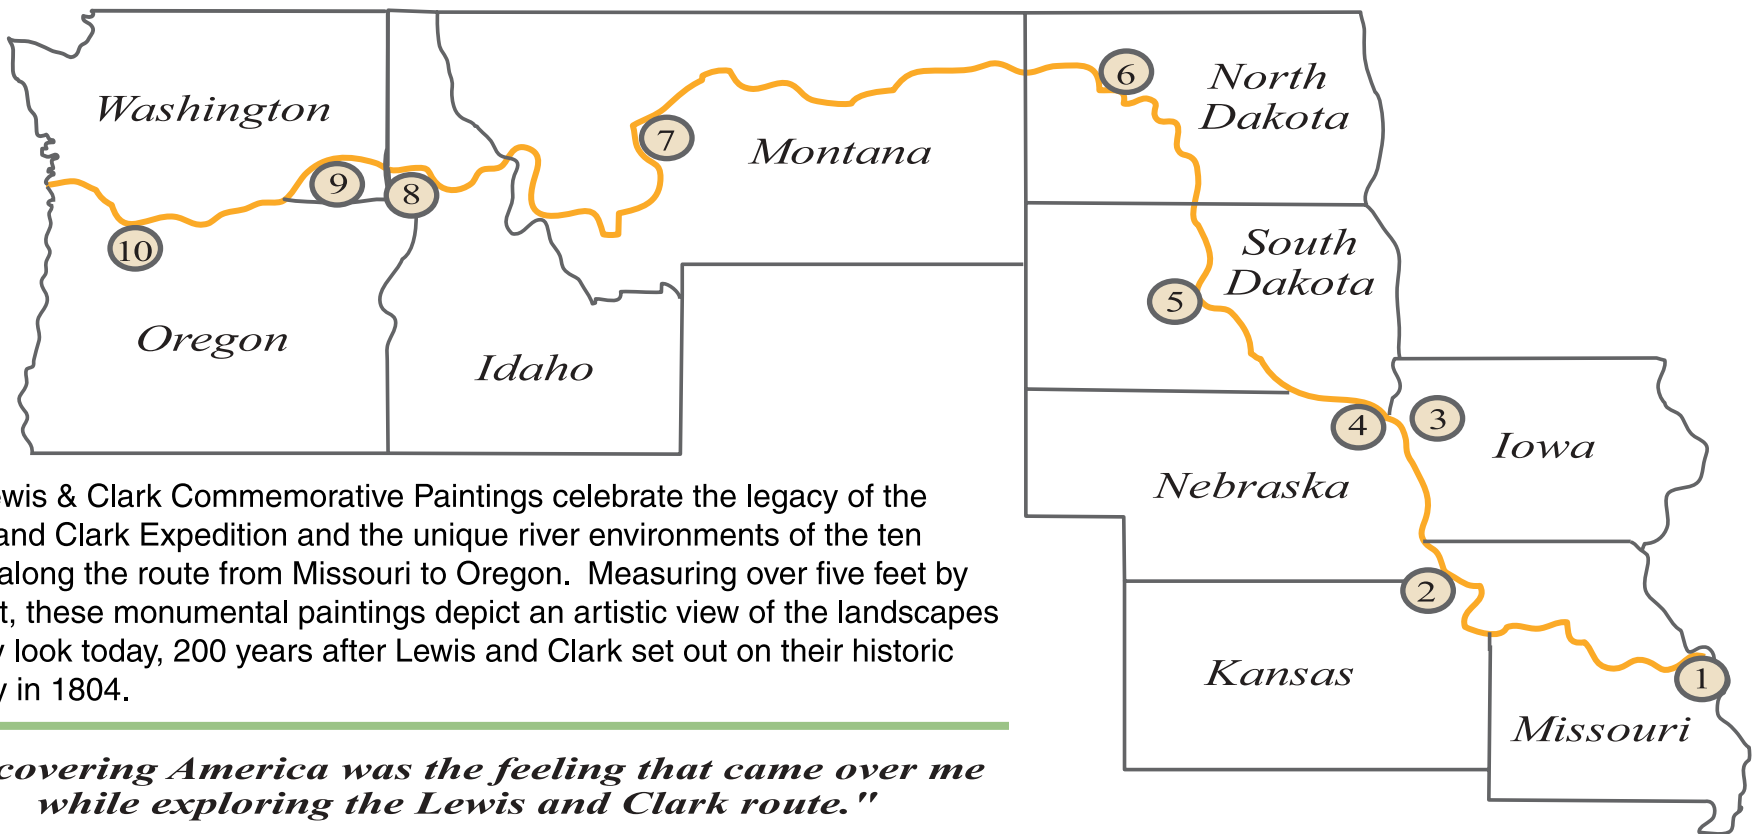 Washington
Montana
North
Dakota
South
Dakota
Oregon
Idaho
Nebraska
Iowa
Kansas
Missouri
6
7
9
8
10
5
4
3
2
1
& Clark Commemorative Paintings celebrate the legacy of the
and Clark Expedition and the unique river environments of the ten
along the route from Missouri to Oregon. Measuring over five feet by
these monumental paintings depict an artistic view of the landscapes
look today, 200 years after Lewis and Clark set out on their historic
in 1804.
covering America was the feeling that came over me
while exploring the Lewis and Clark route."